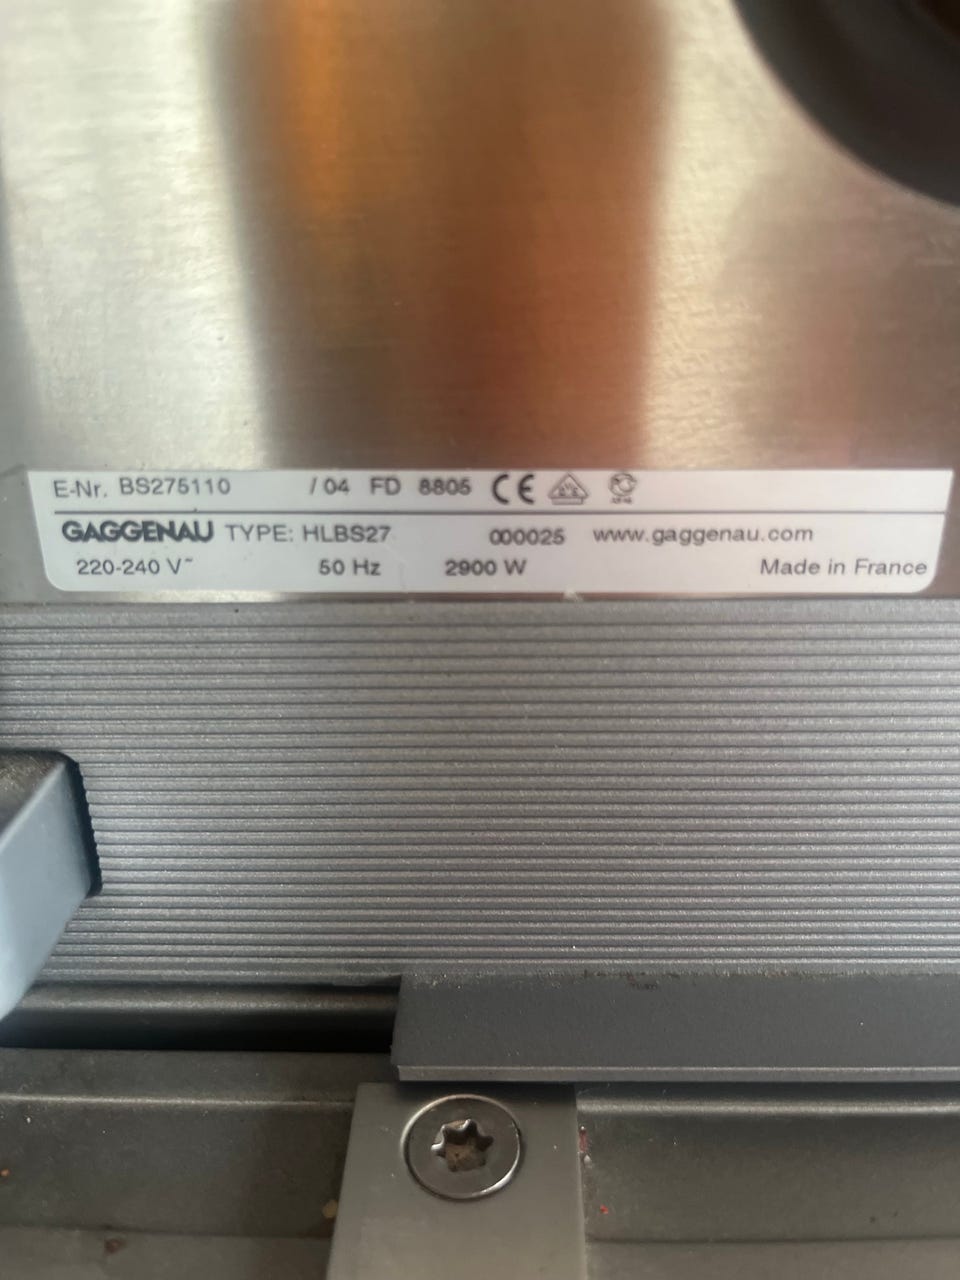 E-Nr. BS275110 / 04 FD 8805 CE
GAGGENAU TYPE: HLBS27 000025 www.gaggenau.com
220-240 V~ 50 Hz 2900 W Made in France